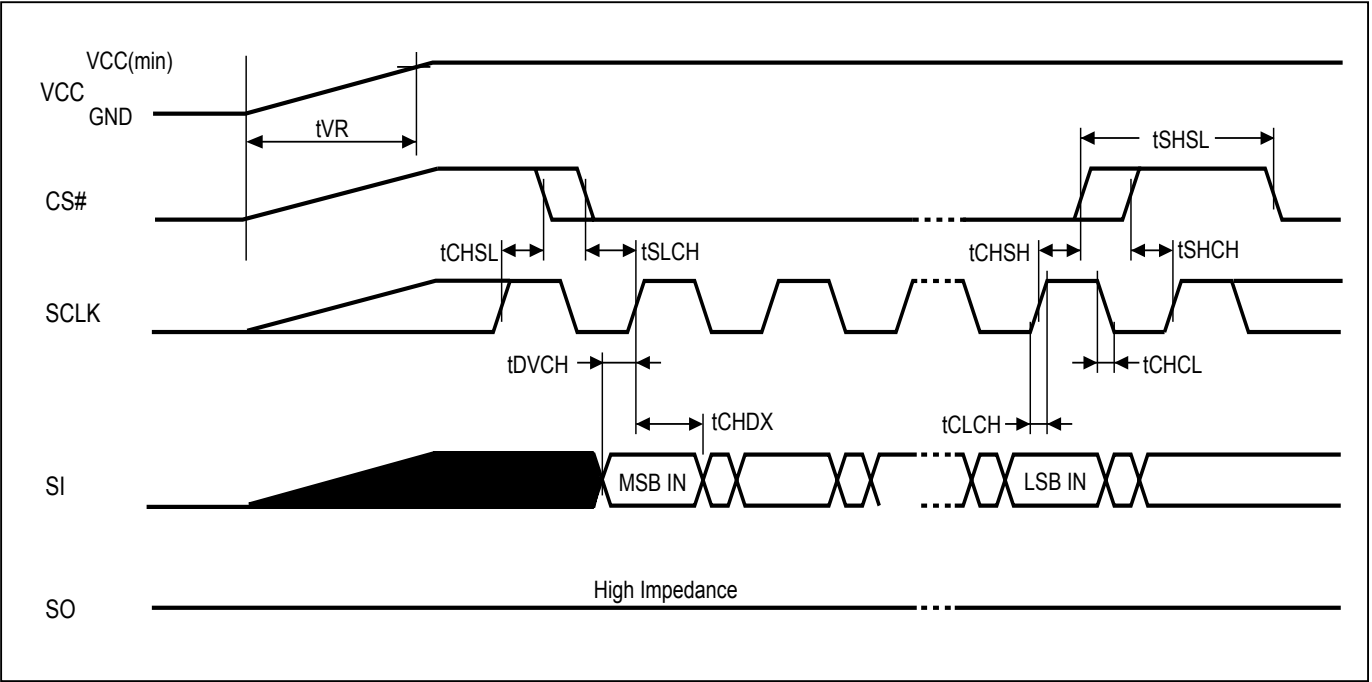 VCC(min)
VCC
GND
tVR
tSHSL
CS#
tCHSL
tSLCH
tCHSH
tSHCH
SCLK
tDVCH
tCHCL
tCHDX
tCLCH
SI
MSB IN
LSB IN
High Impedance
SO